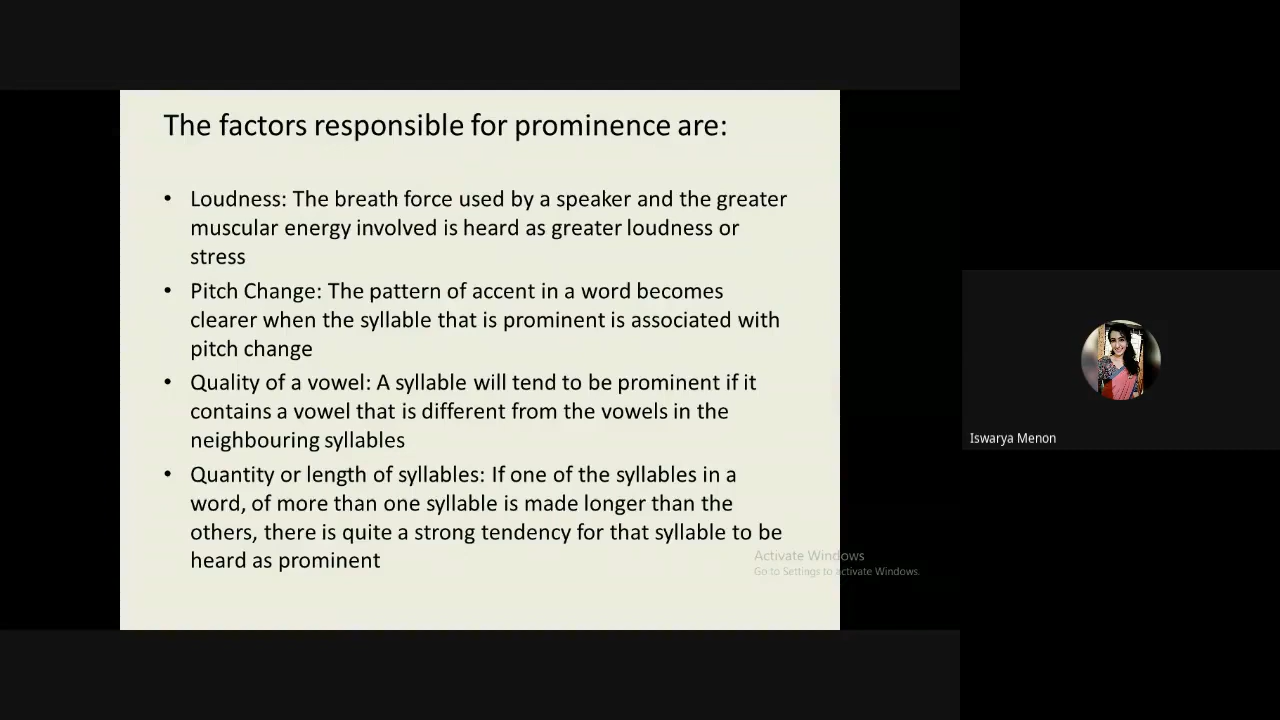 The factors responsible for prominence are:
• Loudness: The breath force used by a speaker and the greater
muscular energy involved is heard as greater loudness or
stress
• Pitch Change: The pattern of accent in a word becomes
clearer when the syllable that is prominent is associated with
pitch change
• Quality of a vowel: A syllable will tend to be prominent if it
contains a vowel that is different from the vowels in the
neighbouring syllables
• Quantity or length of syllables: If one of the syllables in a
word, of more than one syllable is made longer than the
others, there is quite a strong tendency for that syllable to be
heard as prominent
Activate Windows
Go to Settings to activate Windows.
Iswarya Menon